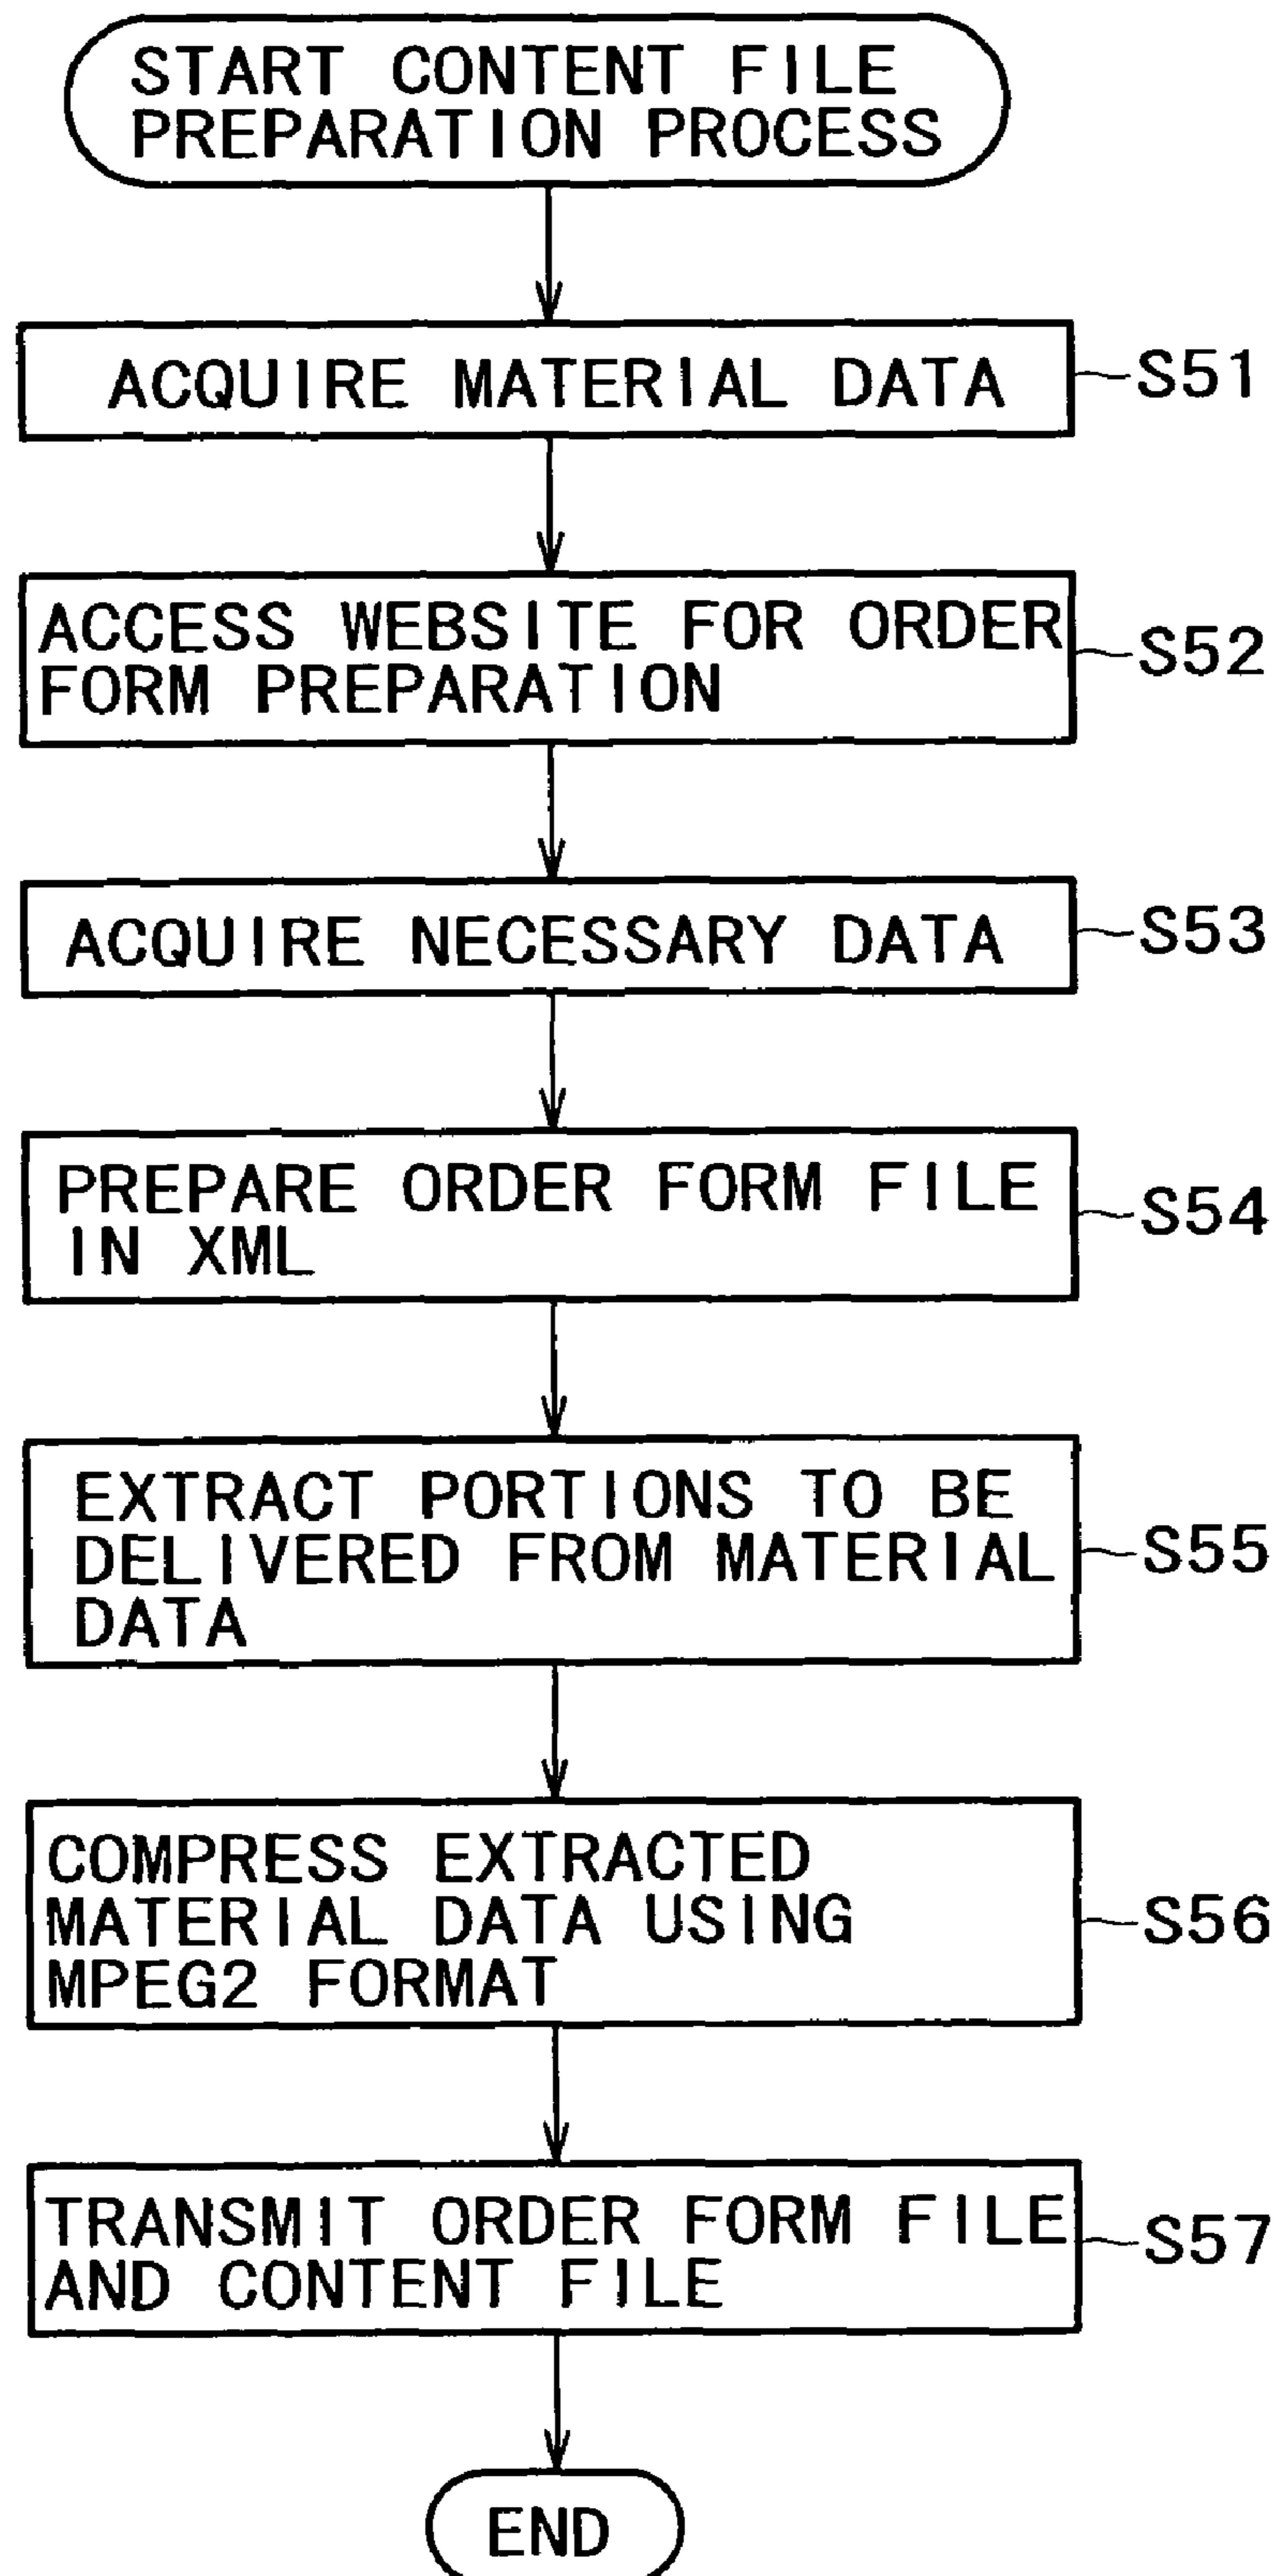 START CONTENT FILE
PREPARATION PROCESS
ACQUIRE MATERIAL DATA
S51
ACCESS WEBSITE FOR ORDER
FORM PREPARATION
S52
ACQUIRE NECESSARY DATA
S53
PREPARE ORDER FORM FILE
IN XML
S54
EXTRACT PORTIONS TO BE
DELIVERED FROM MATERIAL
DATA
S55
COMPRESS EXTRACTED
MATERIAL DATA USING
MPEG2 FORMAT
S56
TRANSMIT ORDER FORM FILE
AND CONTENT FILE
S57
END